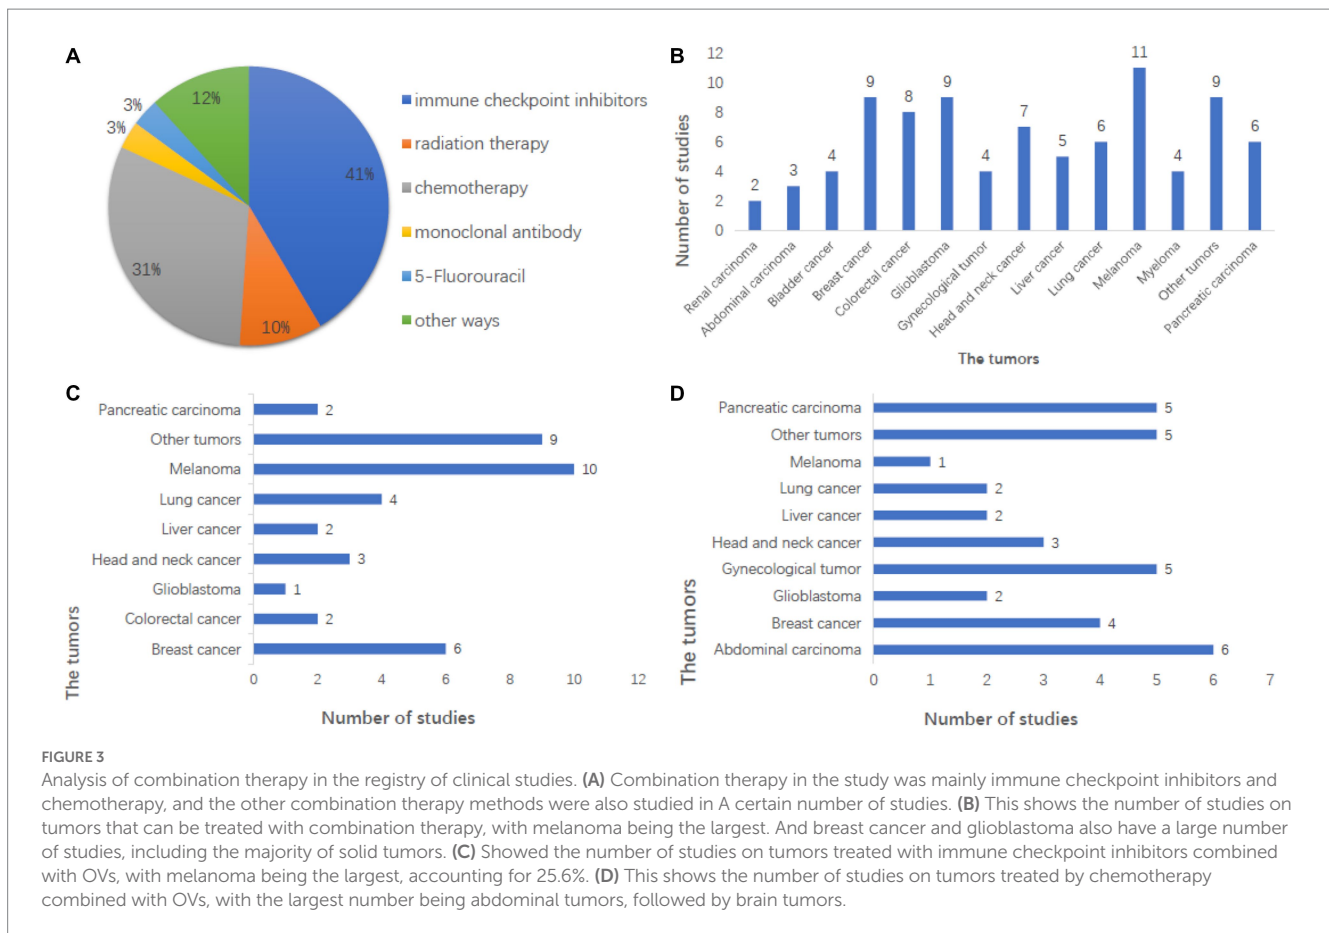 A
12%
3%
3%
41%
31%
10%
immune checkpoint inhibitors
radiation therapy
chemotherapy
monoclonal antibody
5-Fluorouracil
other ways
B
Number of studies
12
10
8
6
4
2
0
2
3
4
9
8
9
4
7
5
6
11
4
9
6
Renal carcinoma
Abdominal carcinoma
Bladder cancer
Breast cancer
Colorectal cancer
Glioblastoma
Gynecological tumor
Head and neck cancer
Liver cancer
Lung cancer
Melanoma
Myeloma
Other tumors
Pancreatic carcinoma
The tumors
C
The tumors
Pancreatic carcinoma 2
Other tumors 9
Melanoma 10
Lung cancer 4
Liver cancer 2
Head and neck cancer 3
Glioblastoma 1
Colorectal cancer 2
Breast cancer 6
0 2 4 6 8 10 12
Number of studies
D
The tumors
Pancreatic carcinoma 5
Other tumors 5
Melanoma 1
Lung cancer 2
Liver cancer 2
Head and neck cancer 3
Gynecological tumor 5
Glioblastoma 2
Breast cancer 4
Abdominal carcinoma 6
0 1 2 3 4 5 6 7
Number of studies
FIGURE 3
Analysis of combination therapy in the registry of clinical studies. (A) Combination therapy in the study was mainly immune checkpoint inhibitors and
chemotherapy, and the other combination therapy methods were also studied in A certain number of studies. (B) This shows the number of studies on
tumors that can be treated with combination therapy, with melanoma being the largest. And breast cancer and glioblastoma also have a large number
of studies, including the majority of solid tumors. (C) Showed the number of studies on tumors treated with immune checkpoint inhibitors combined
with OVs, with melanoma being the largest, accounting for 25.6%. (D) This shows the number of studies on tumors treated by chemotherapy
combined with OVs, with the largest number being abdominal tumors, followed by brain tumors.